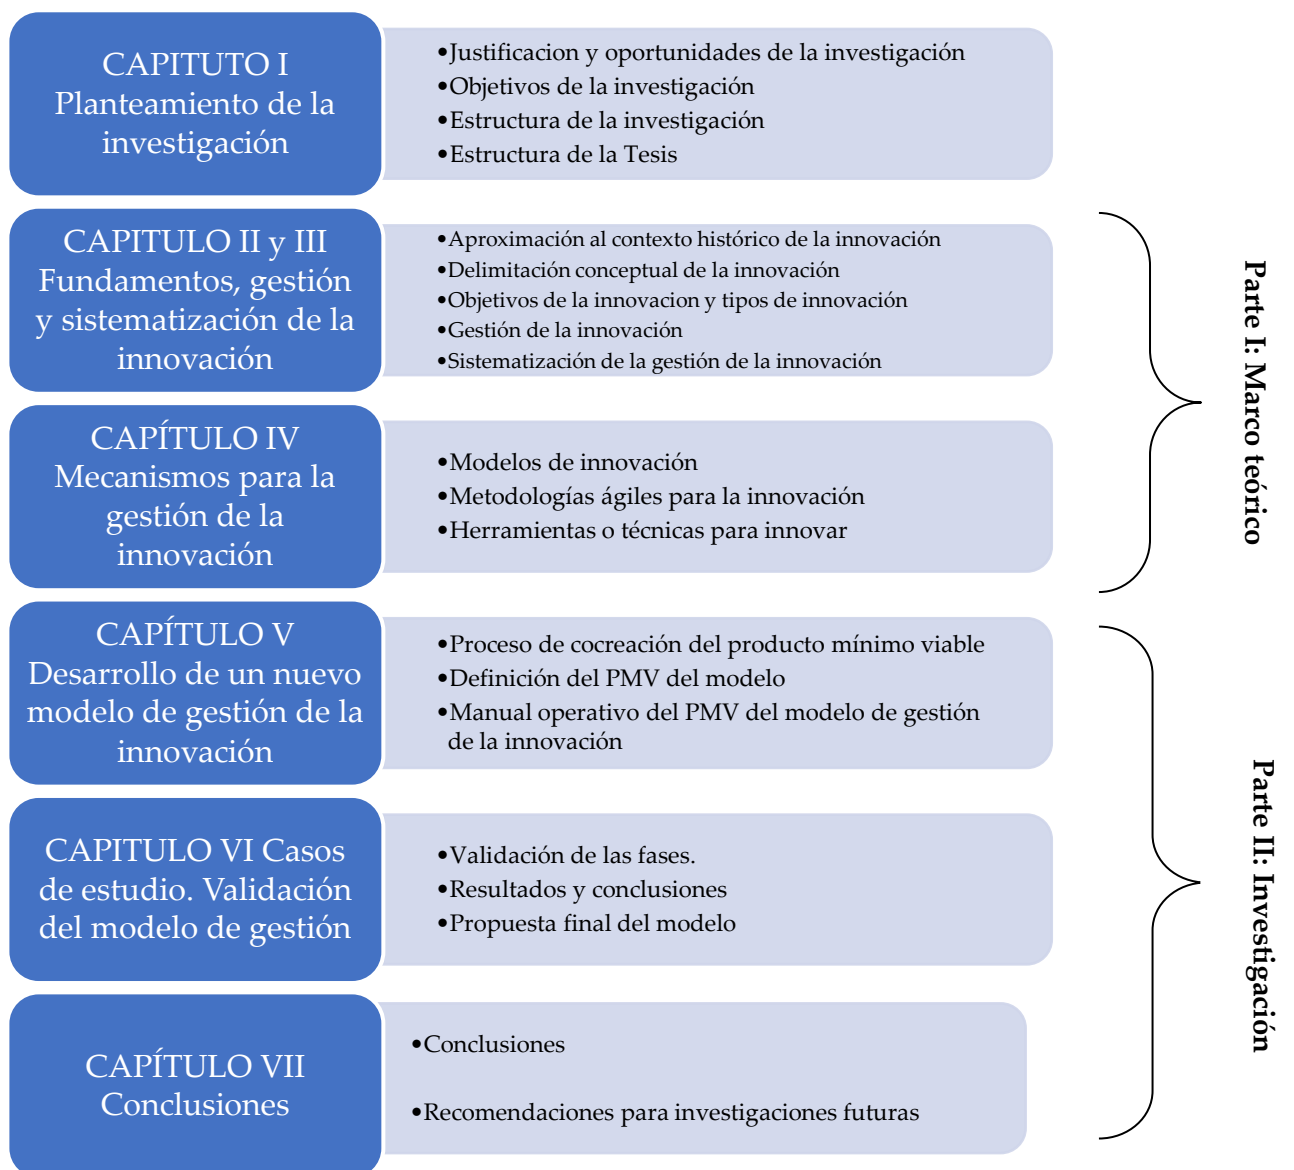 CAPITUTO I
Planteamiento de la
investigación
•Justificacion y oportunidades de la investigación
•Objetivos de la investigación
•Estructura de la investigación
•Estructura de la Tesis
CAPITULO II y III
Fundamentos, gestión
y sistematización de la
innovación
•Aproximación al contexto histórico de la innovación
•Delimitación conceptual de la innovación
•Objetivos de la innovacion y tipos de innovación
•Gestión de la innovación
•Sistematización de la gestión de la innovación
CAPÍTULO IV
Mecanismos para la
gestión de la
innovación
•Modelos de innovación
•Metodologías ágiles para la innovación
•Herramientas o técnicas para innovar
Parte I: Marco teórico
CAPÍTULO V
Desarrollo de un nuevo
modelo de gestión de la
innovación
•Proceso de cocreación del producto mínimo viable
•Definición del PMV del modelo
•Manual operativo del PMV del modelo de gestión
de la innovación
CAPITULO VI Casos
de estudio. Validación
del modelo de gestión
•Validación de las fases.
•Resultados y conclusiones
•Propuesta final del modelo
CAPÍTULO VII
Conclusiones
•Conclusiones
•Recomendaciones para investigaciones futuras
Parte II: Investigación